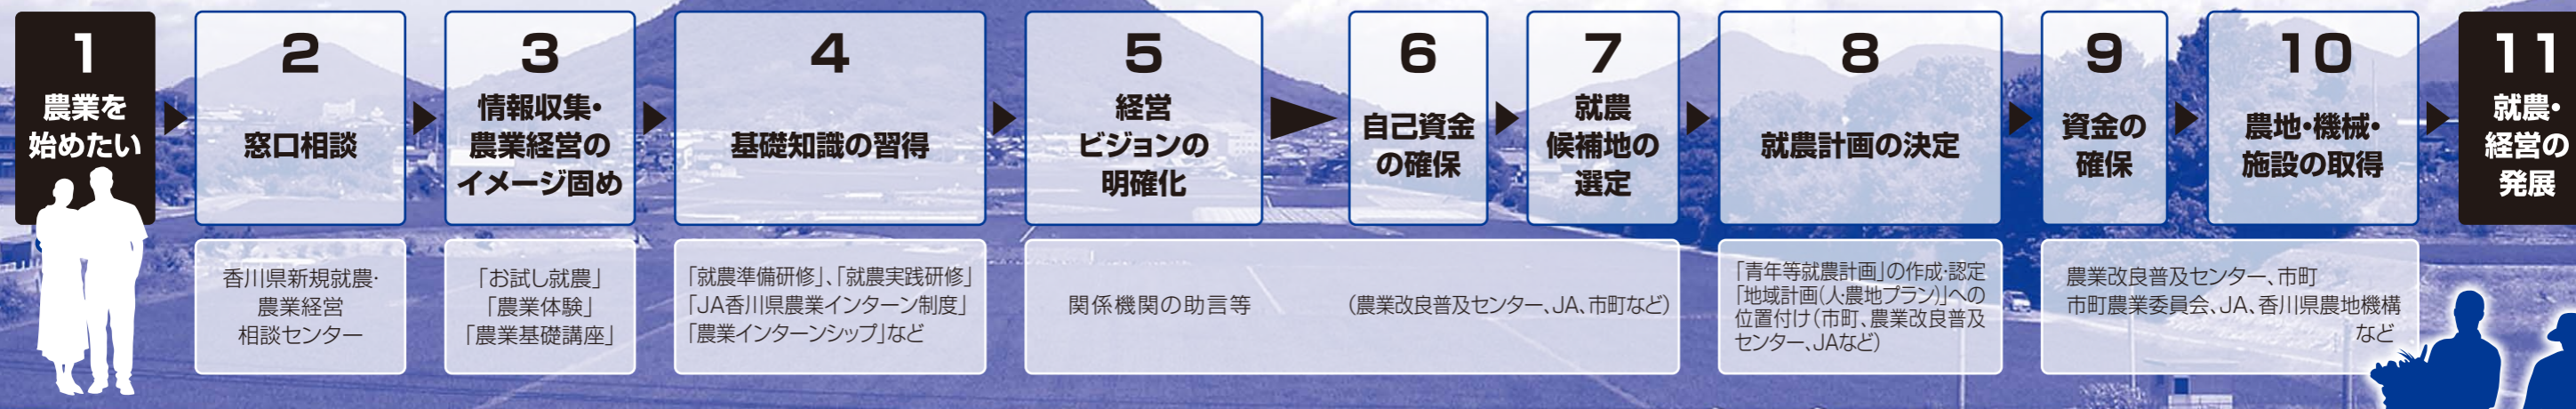 1
農業を
始めたい
2
窓口相談
香川県新規就農・
農業経営
相談センター
3
情報収集・
農業経営の
イメージ固め
「お試し就農」
「農業体験」
「農業基礎講座」
4
基礎知識の習得
「就農準備研修」、「就農実践研修」
「JA香川県農業インターン制度」
「農業インターンシップ」など
5
経営
ビジョンの
明確化
6
自己資金
の確保
7
就農
候補地の
選定
関係機関の助言等 (農業改良普及センター、JA、市町など)
8
就農計画の決定
「青年等就農計画」の作成・認定
「地域計画(人・農地プラン)」への
位置付け(市町、農業改良普及
センター、JAなど)
9
資金の
確保
10
農地・機械・
施設の取得
農業改良普及センター、市町
市町農業委員会、JA、香川県農地機構
など
11
就農・
経営の
発展